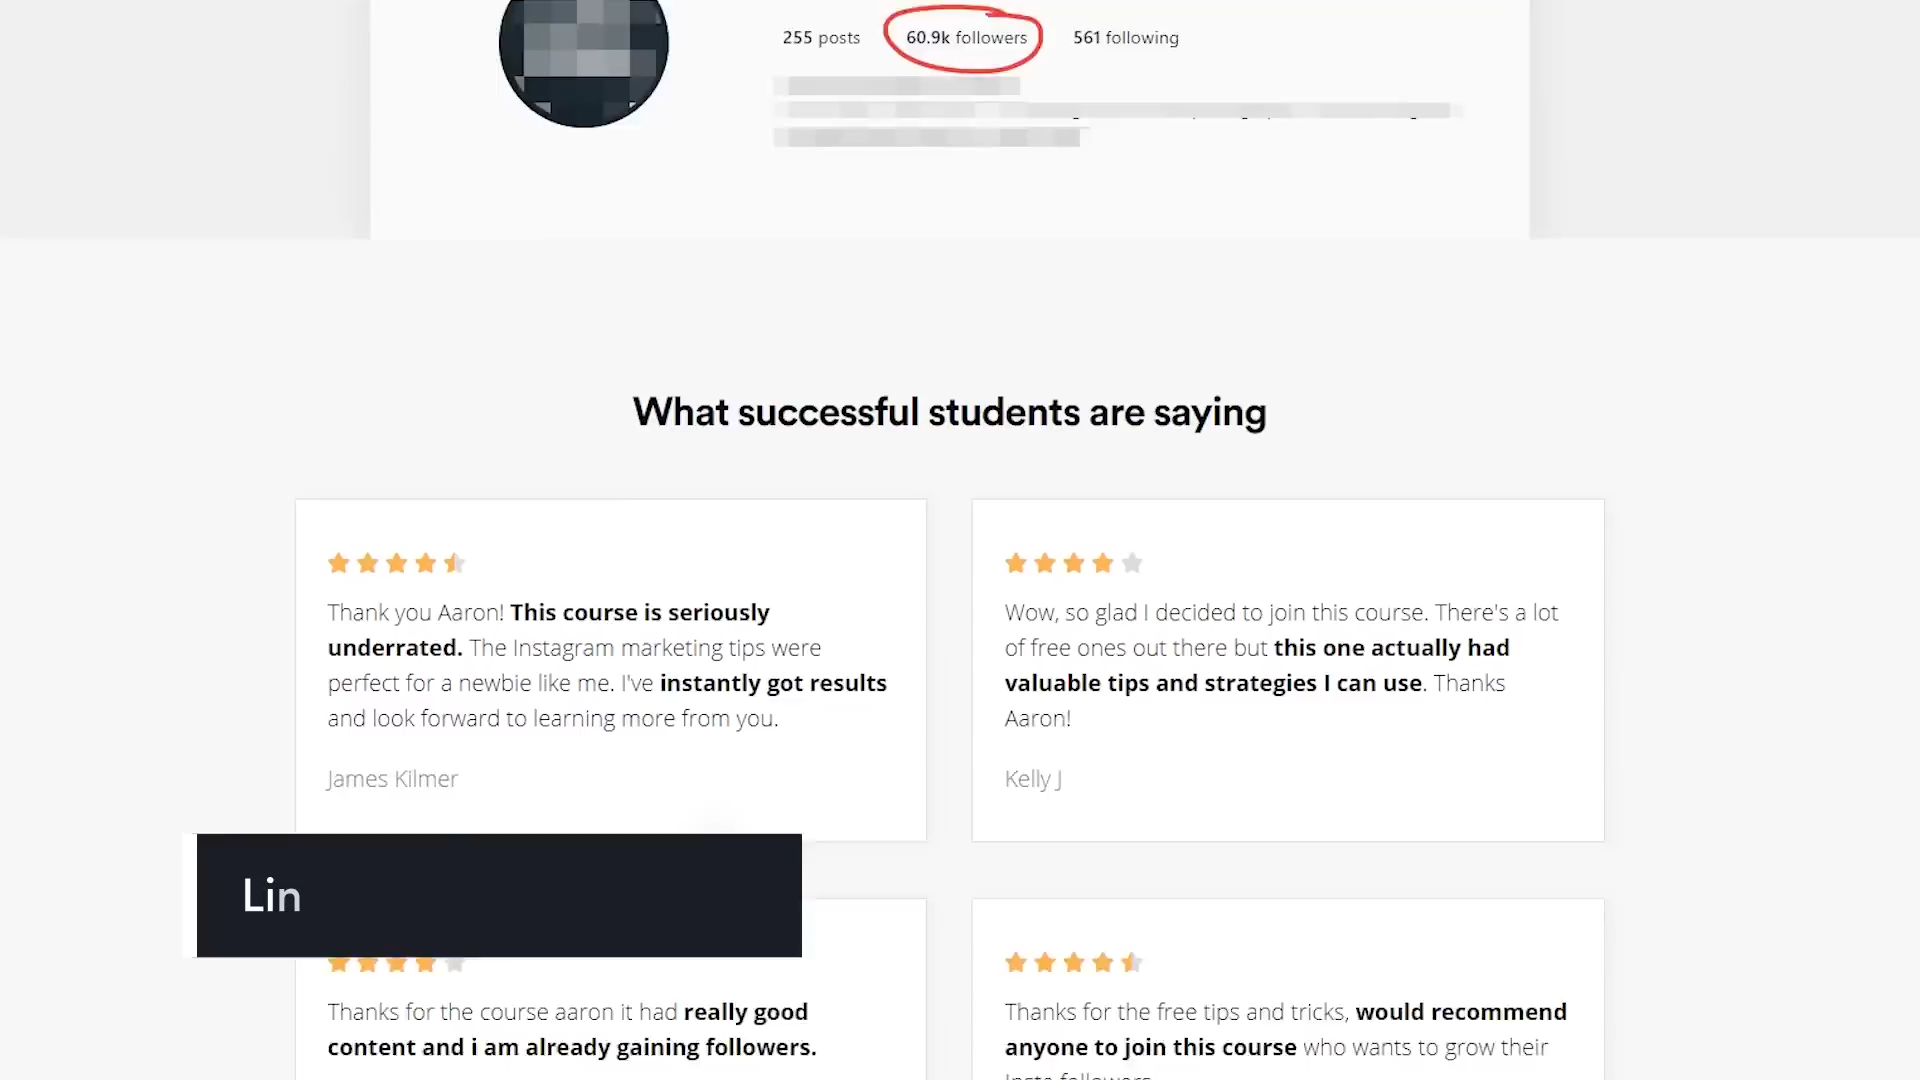 255 posts 60.9k followers 561 following
What successful students are saying
Thank you Aaron! This course is seriously
underrated. The Instagram marketing tips were
perfect for a newbie like me. I've instantly got results
and look forward to learning more from you.
James Kilmer
Wow, so glad I decided to join this course. There's a lot
of free ones out there but this one actually had
valuable tips and strategies I can use. Thanks
Aaron!
Kelly J
Lin
Thanks for the course aaron it had really good
content and i am already gaining followers.
Thanks for the free tips and tricks, would recommend
anyone to join this course who wants to grow their
Insta followers